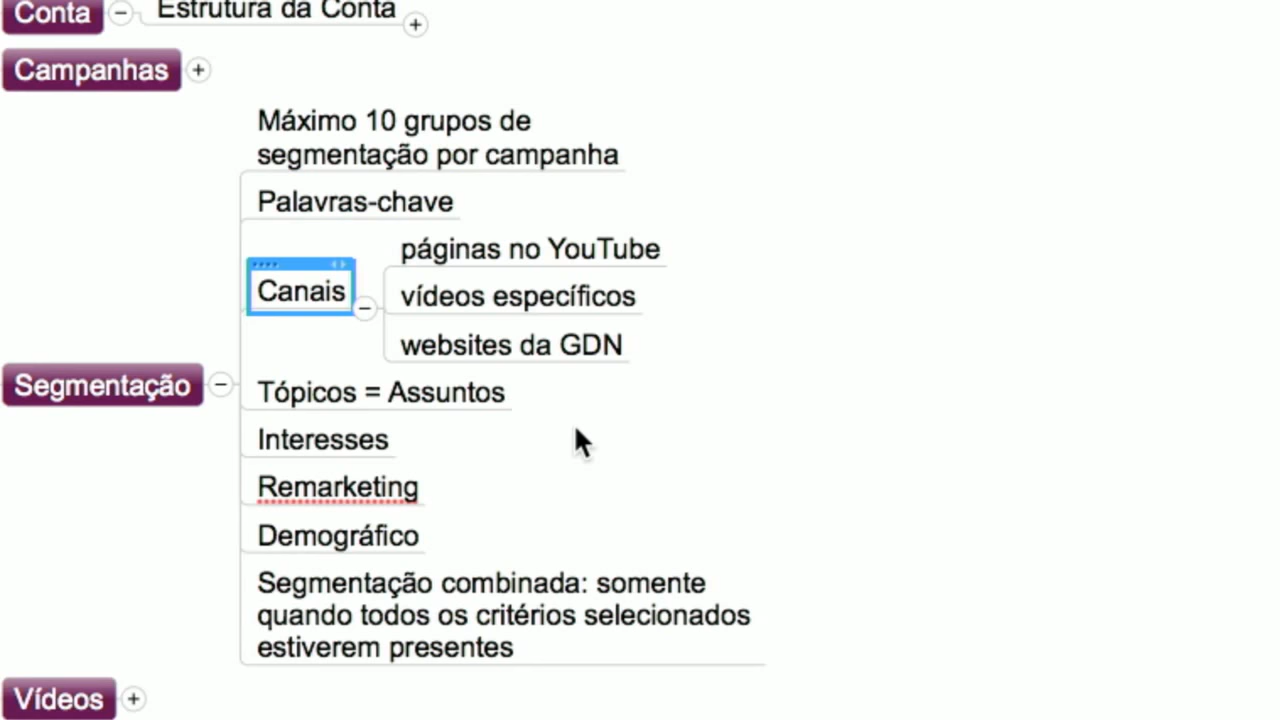 Conta
Estrutura da Conta
Campanhas
Máximo 10 grupos de
segmentação por campanha
Palavras-chave
páginas no YouTube
Canais
vídeos específicos
websites da GDN
Segmentação
Tópicos = Assuntos
Interesses
Remarketing
Demográfico
Segmentação combinada: somente
quando todos os critérios selecionados
estiverem presentes
Vídeos